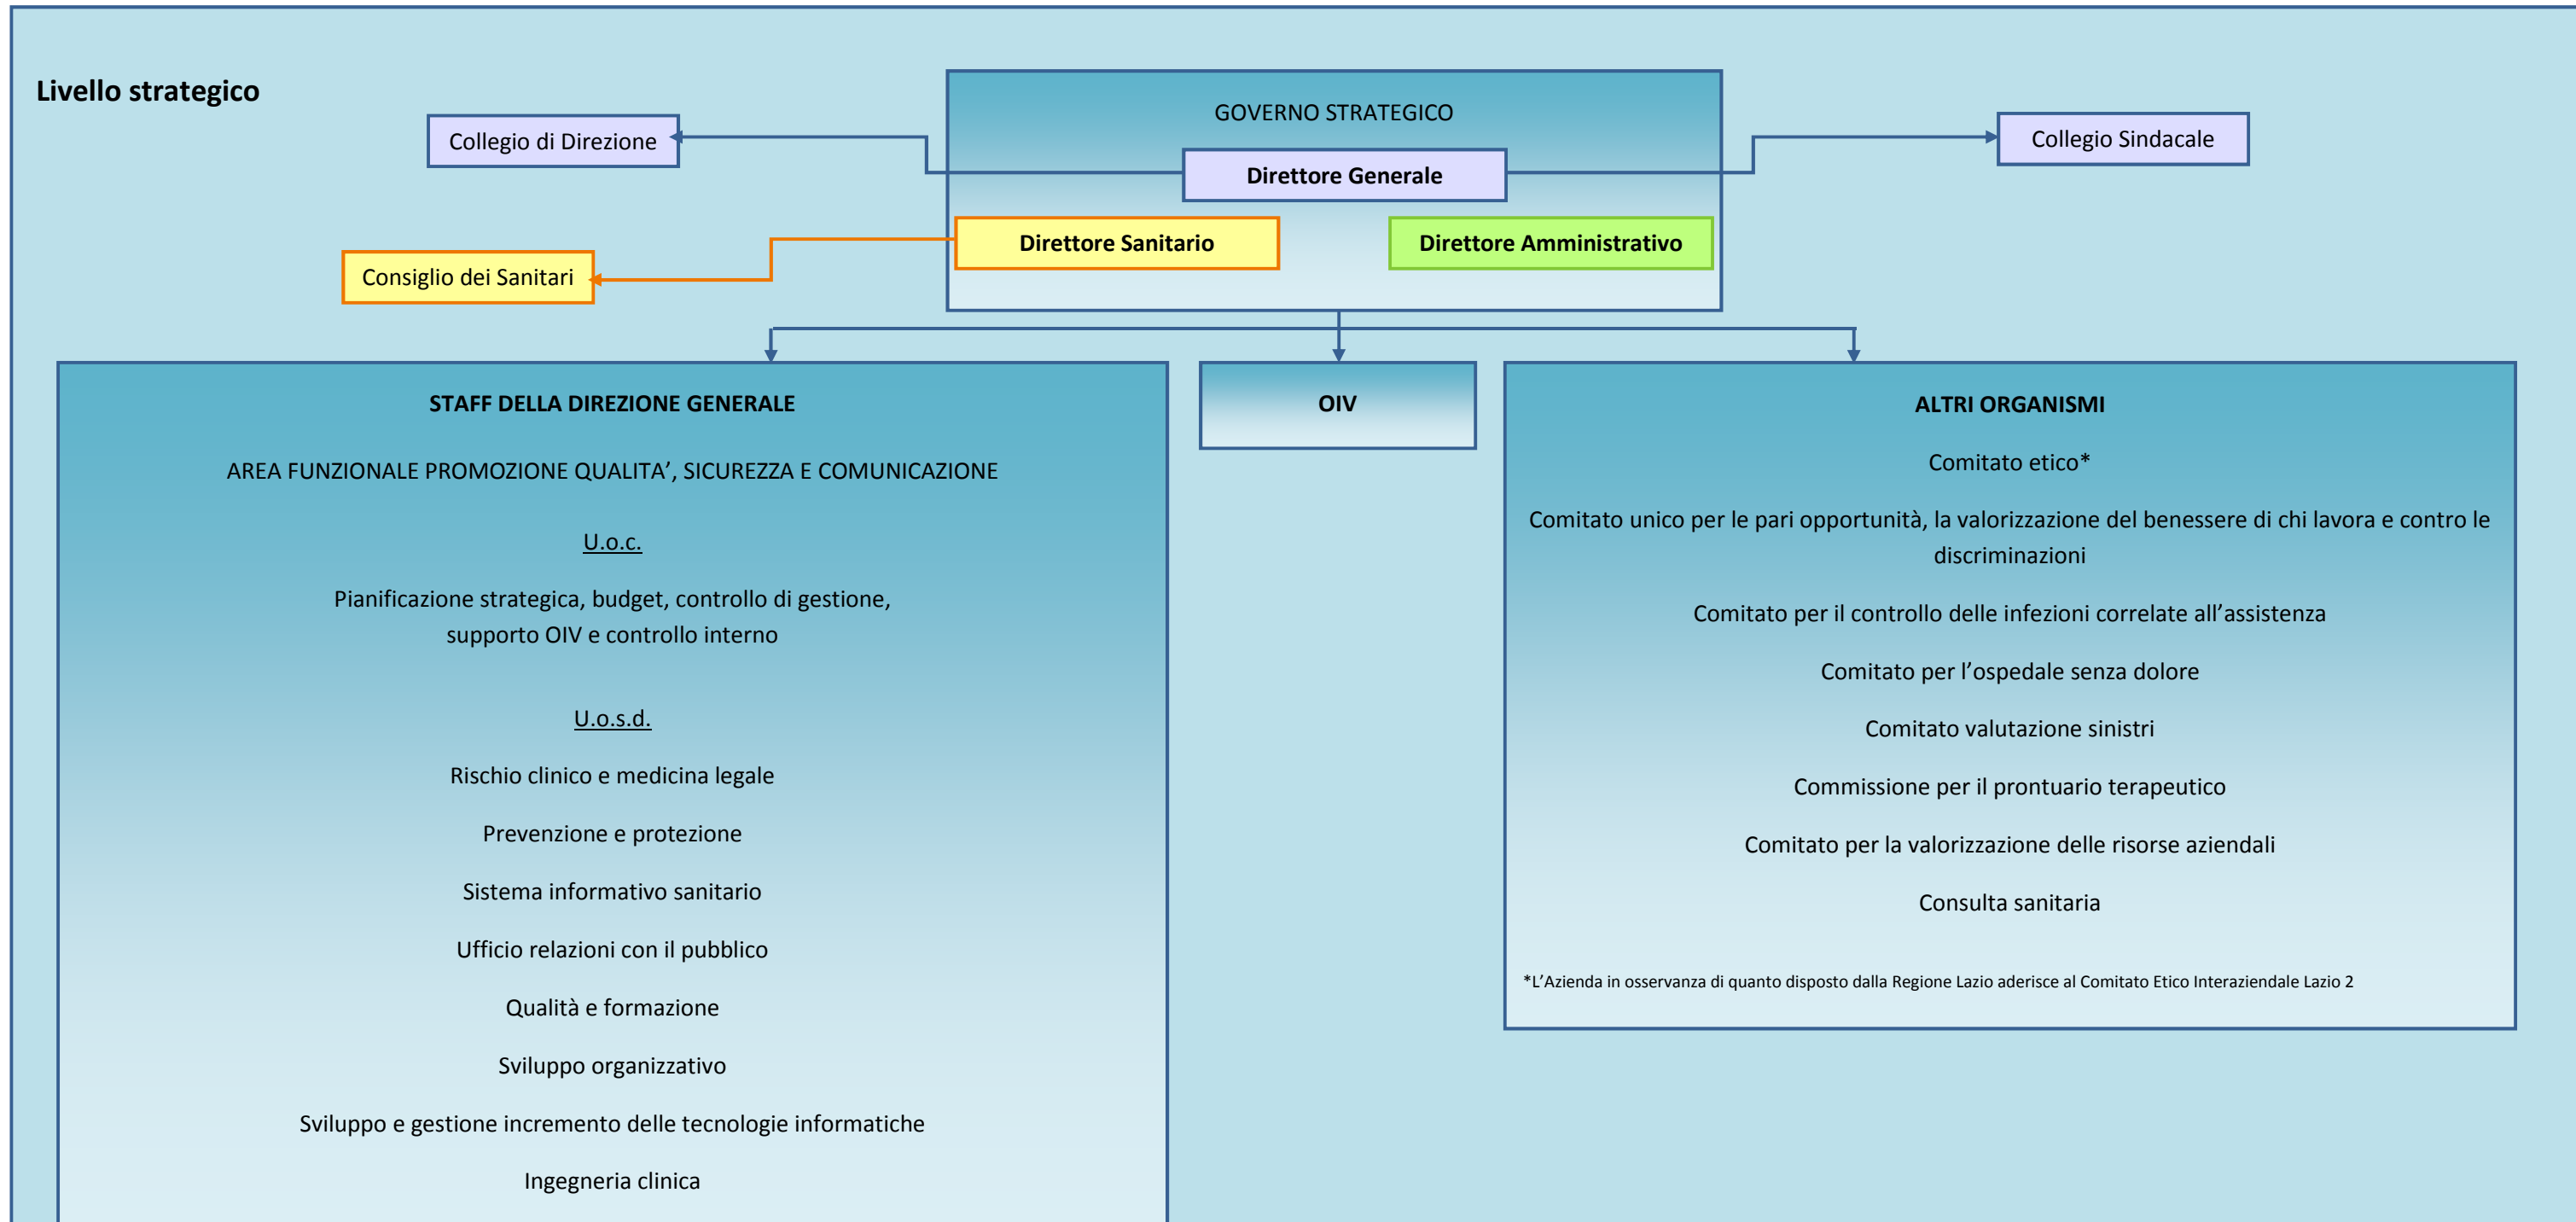 Livello strategico
GOVERNO STRATEGICO
Collegio di Direzione
Collegio Sindacale
Direttore Generale
Direttore Sanitario
Direttore Amministrativo
Consiglio dei Sanitari
STAFF DELLA DIREZIONE GENERALE
AREA FUNZIONALE PROMOZIONE QUALITA’, SICUREZZA E COMUNICAZIONE
U.o.c.
Pianificazione strategica, budget, controllo di gestione,
supporto OIV e controllo interno
U.o.s.d.
Rischio clinico e medicina legale
Prevenzione e protezione
Sistema informativo sanitario
Ufficio relazioni con il pubblico
Qualità e formazione
Sviluppo organizzativo
Sviluppo e gestione incremento delle tecnologie informatiche
Ingegneria clinica
OIV
ALTRI ORGANISMI
Comitato etico*
Comitato unico per le pari opportunità, la valorizzazione del benessere di chi lavora e contro le
discriminazioni
Comitato per il controllo delle infezioni correlate all’assistenza
Comitato per l’ospedale senza dolore
Comitato valutazione sinistri
Commissione per il prontuario terapeutico
Comitato per la valorizzazione delle risorse aziendali
Consulta sanitaria
*L’Azienda in osservanza di quanto disposto dalla Regione Lazio aderisce al Comitato Etico Interaziendale Lazio 2